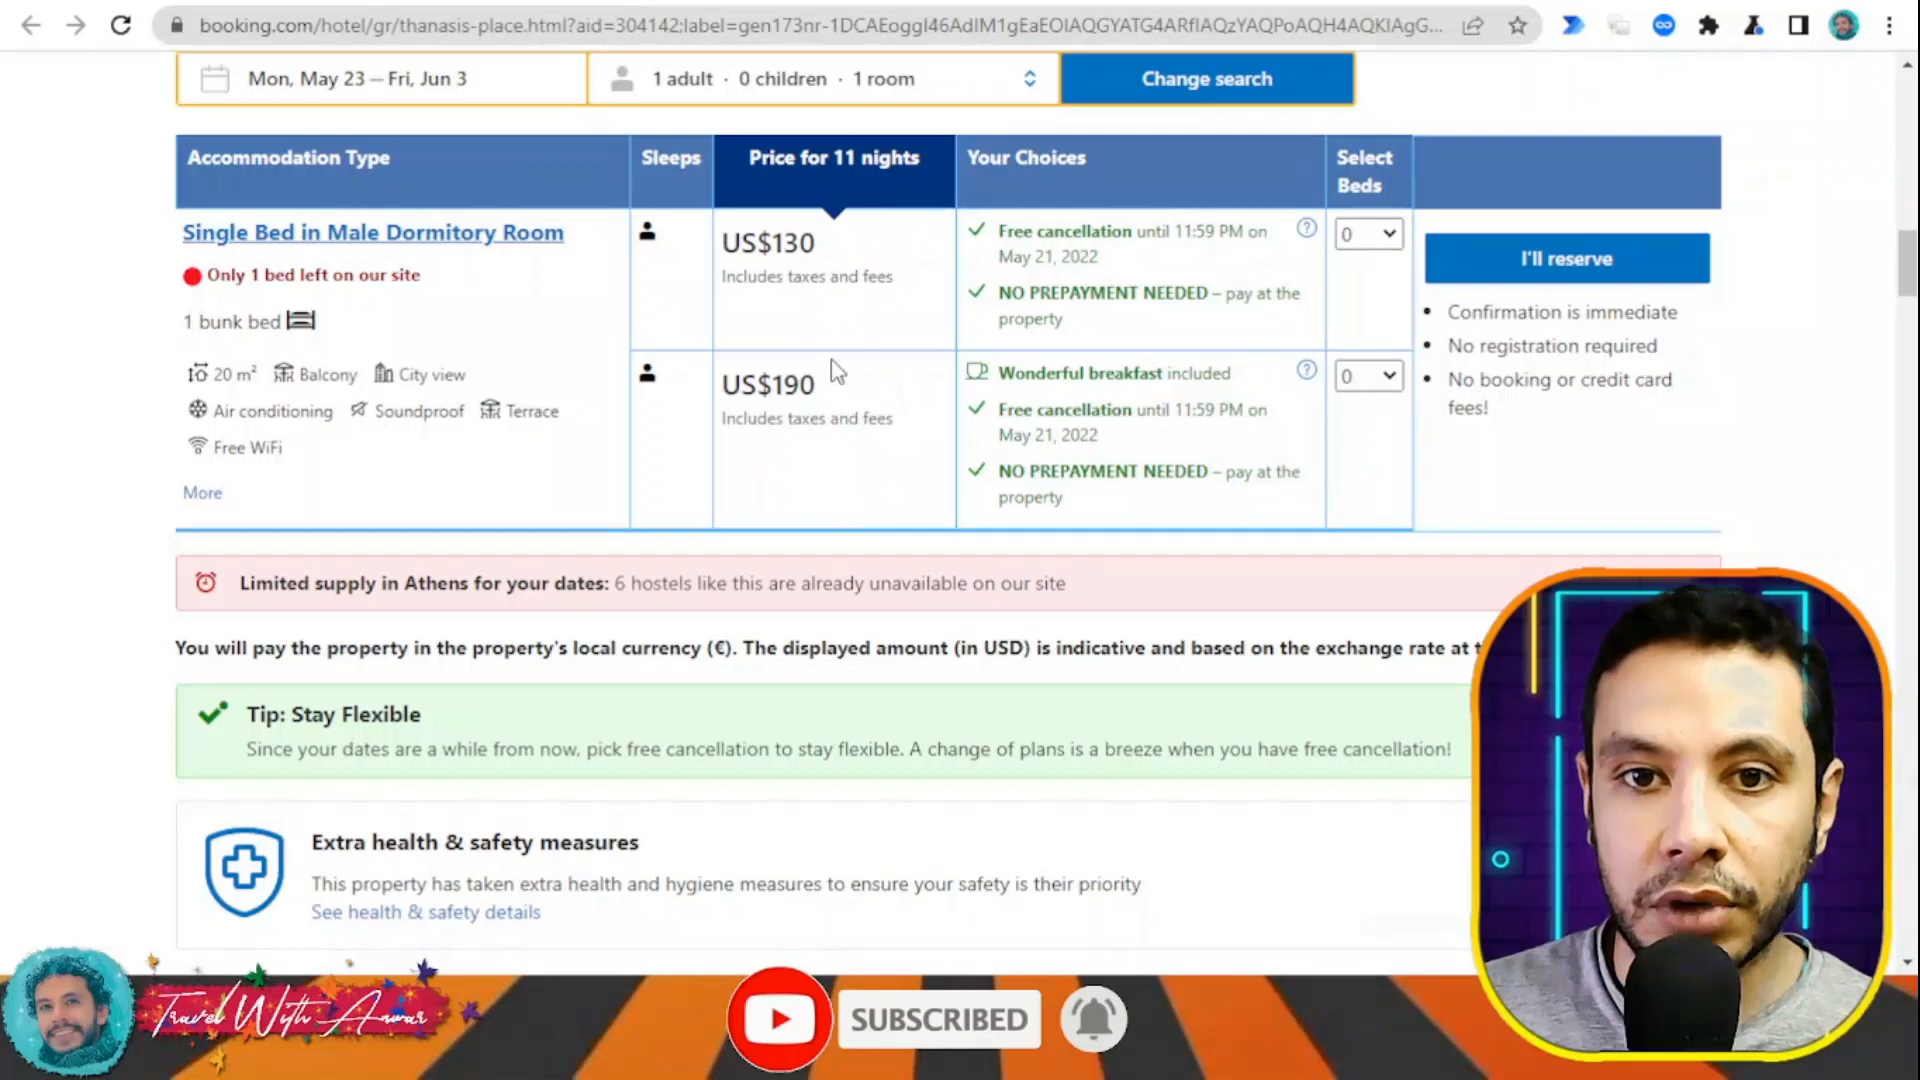 booking.com/hotel/gr/thanasis-place.html?aid=304142;label=gen173nr-1DCAEoggI46AdIM1gEaEOIAQGYATG4ARfIAQzYAQPoAQH4AQKIAgG...
Mon, May 23 — Fri, Jun 3
1 adult · 0 children · 1 room
Change search
Accommodation Type
Sleeps
Price for 11 nights
Your Choices
Select
Beds
Single Bed in Male Dormitory Room
Only 1 bed left on our site
1 bunk bed
20 m² Balcony City view
Air conditioning Soundproof Terrace
Free WiFi
More
US$130
Includes taxes and fees
Free cancellation until 11:59 PM on
May 21, 2022
NO PREPAYMENT NEEDED – pay at the
property
0
US$190
Includes taxes and fees
Wonderful breakfast included
Free cancellation until 11:59 PM on
May 21, 2022
NO PREPAYMENT NEEDED – pay at the
property
0
I'll reserve
• Confirmation is immediate
• No registration required
• No booking or credit card
fees!
Limited supply in Athens for your dates: 6 hostels like this are already unavailable on our site
You will pay the property in the property's local currency (€). The displayed amount (in USD) is indicative and based on the exchange rate at
Tip: Stay Flexible
Since your dates are a while from now, pick free cancellation to stay flexible. A change of plans is a breeze when you have free cancellation!
Extra health & safety measures
This property has taken extra health and hygiene measures to ensure your safety is their priority
See health & safety details
Travel With Anwar
SUBSCRIBED